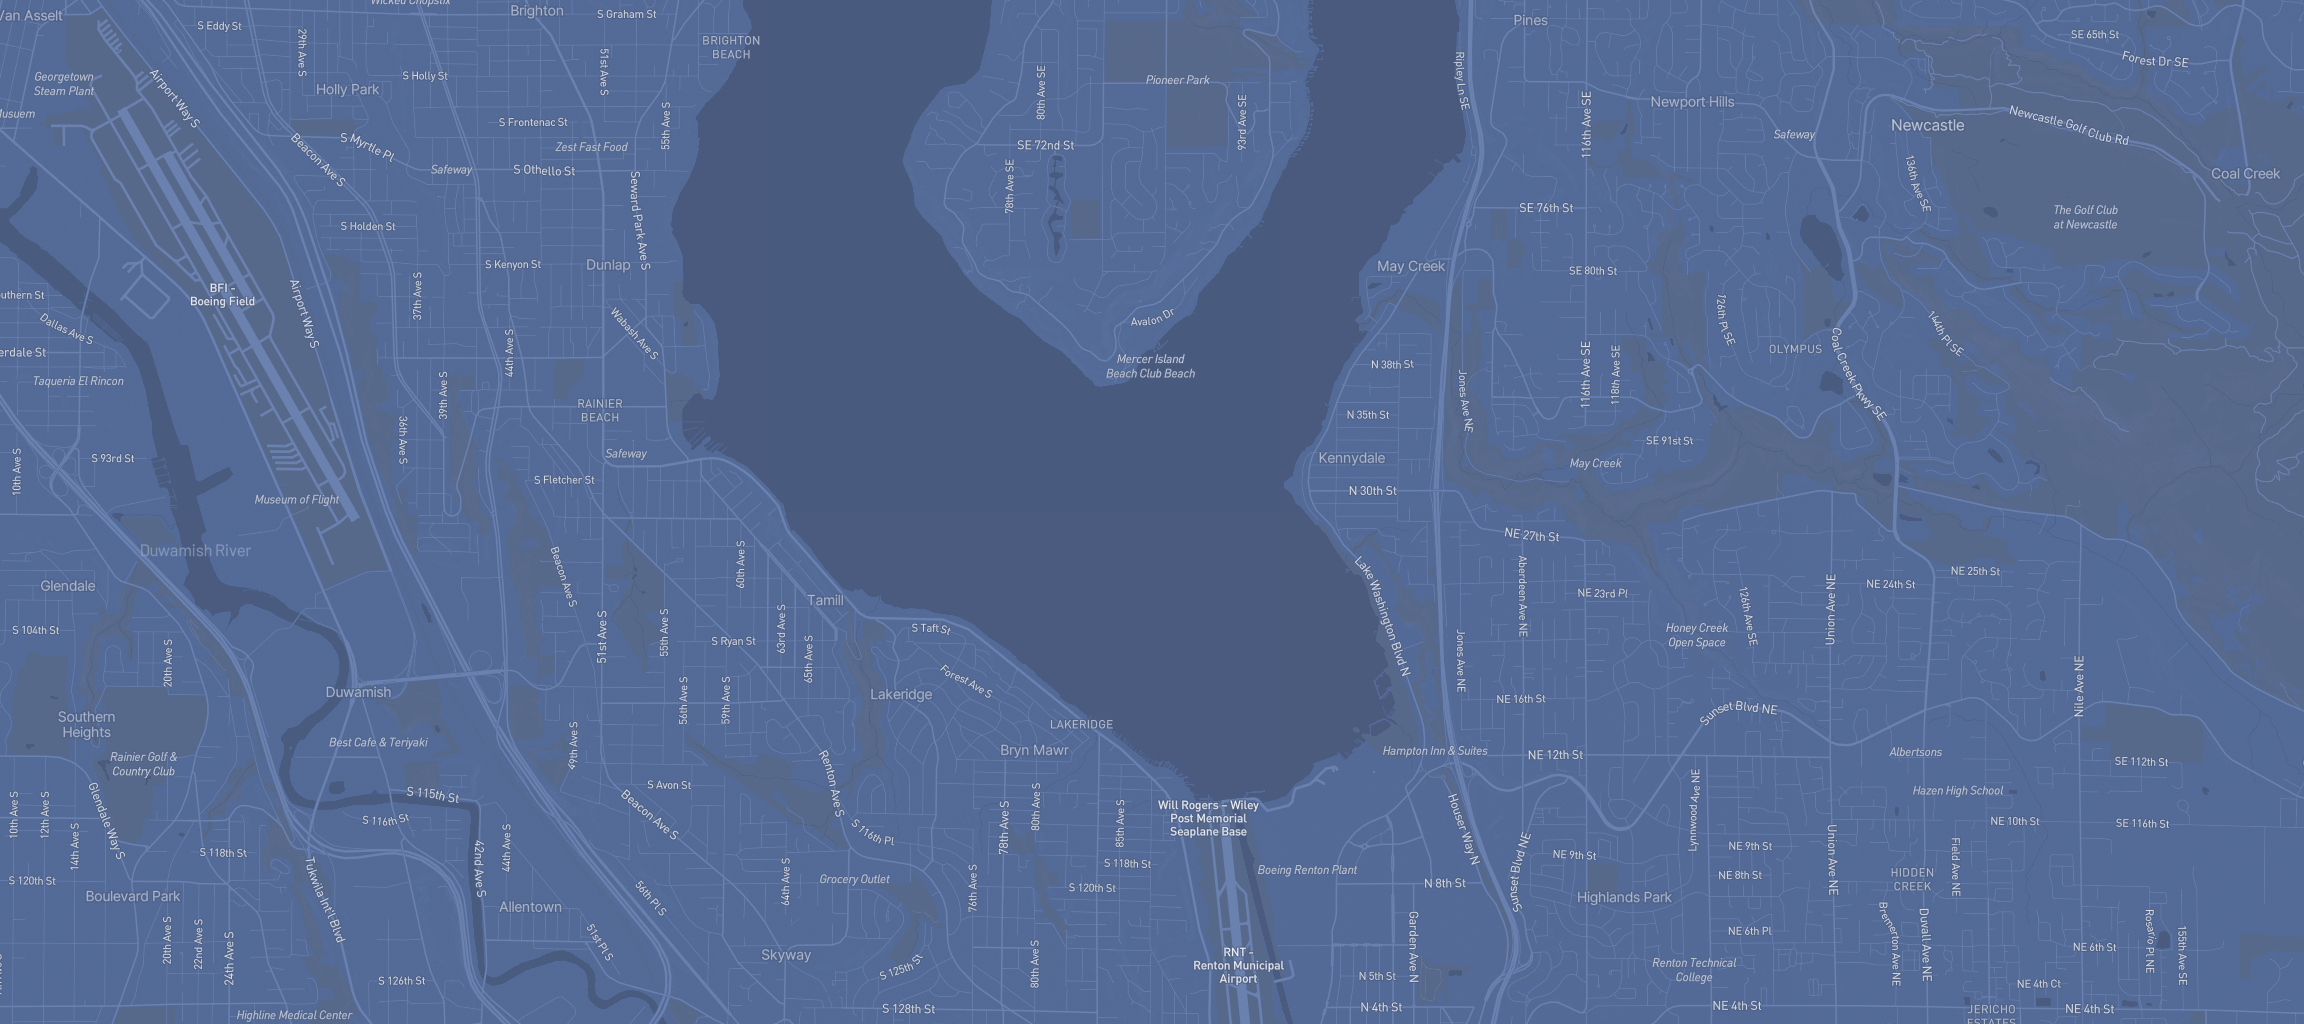 Van Asselt
Wicked Chopstix
Brighton
S Graham St
S Eddy St
29th Ave S
51st Ave S
BRIGHTON
BEACH
Pines
SE 65th St
Forest Dr SE
Georgetown
Steam Plant
Airport Way S
Holly Park
S Holly St
55th Ave S
80th Ave SE
Pioneer Park
93rd Ave SE
Ripley Ln SE
116th Ave SE
Newport Hills
Safeway
Newcastle
Newcastle Golf Club Rd
Musuem
Beacon Ave S
S Myrtle Pl
S Frontenac St
Zest Fast Food
Safeway
S Othello St
SE 72nd St
78th Ave SE
136th Ave SE
Coal Creek
S Holden St
Seward Park Ave S
SE 76th St
The Golf Club
at Newcastle
S Kenyon St
Dunlap
May Creek
SE 80th St
uthern St
BFI -
Boeing Field
Airport Way S
37th Ave S
Wabash Ave S
Avalon Dr
126th Pl SE
144th Pl SE
Dallas Ave S
erdale St
44th Ave S
Mercer Island
Beach Club Beach
N 38th St
Jones Ave NE
116th Ave SE
118th Ave SE
OLYMPUS
Coal Creek Pkwy SE
Taqueria El Rincon
39th Ave S
36th Ave S
RAINIER
BEACH
N 35th St
10th Ave S
S 93rd St
Safeway
Kennydale
SE 91st St
May Creek
S Fletcher St
N 30th St
Museum of Flight
Duwamish River
Beacon Ave S
60th Ave S
Lake Washington Blvd N
NE 27th St
Glendale
Tamill
Aberdeen Ave NE
NE 23rd Pl
126th Ave SE
Union Ave NE
NE 24th St
NE 25th St
S 104th St
20th Ave S
51st Ave S
55th Ave S
S Ryan St
63rd Ave S
65th Ave S
S Taft St
Jones Ave NE
Honey Creek
Open Space
Nile Ave NE
Duwamish
56th Ave S
59th Ave S
Lakeridge
Forest Ave S
NE 16th St
Sunset Blvd NE
Southern
Heights
Best Cafe & Teriyaki
49th Ave S
LAKERIDGE
Bryn Mawr
Hampton Inn & Suites
NE 12th St
Albertsons
SE 112th St
Rainier Golf &
Country Club
Renton Ave S
10th Ave S
12th Ave S
14th Ave S
Glendale Way S
S 115th St
S 116th St
S Avon St
Beacon Ave S
S 116th Pl
78th Ave S
80th Ave S
85th Ave S
Will Rogers – Wiley
Post Memorial
Seaplane Base
Houser Way N
Lynnwood Ave NE
Hazen High School
NE 10th St
SE 116th St
S 118th St
Tukwila Int'l Blvd
42nd Ave S
44th Ave S
S 118th St
Sunset Blvd NE
NE 9th St
NE 9th St
Union Ave NE
Field Ave NE
S 120th St
Boulevard Park
56th Pl S
64th Ave S
Grocery Outlet
76th Ave S
S 120th St
Boeing Renton Plant
N 8th St
NE 8th St
HIDDEN
CREEK
Highlands Park
Allentown
20th Ave S
22nd Ave S
24th Ave S
51st Pl S
Skyway
S 125th St
80th Ave S
RNT -
Renton Municipal
Airport
Garden Ave N
NE 6th Pl
Bremerton Ave NE
Duvall Ave NE
NE 6th St
Rosario Pl NE
155th Ave SE
S 126th St
N 5th St
Renton Technical
College
NE 4th Ct
Highline Medical Center
S 128th St
N 4th St
NE 4th St
JERICHO
ESTATES
NE 4th St